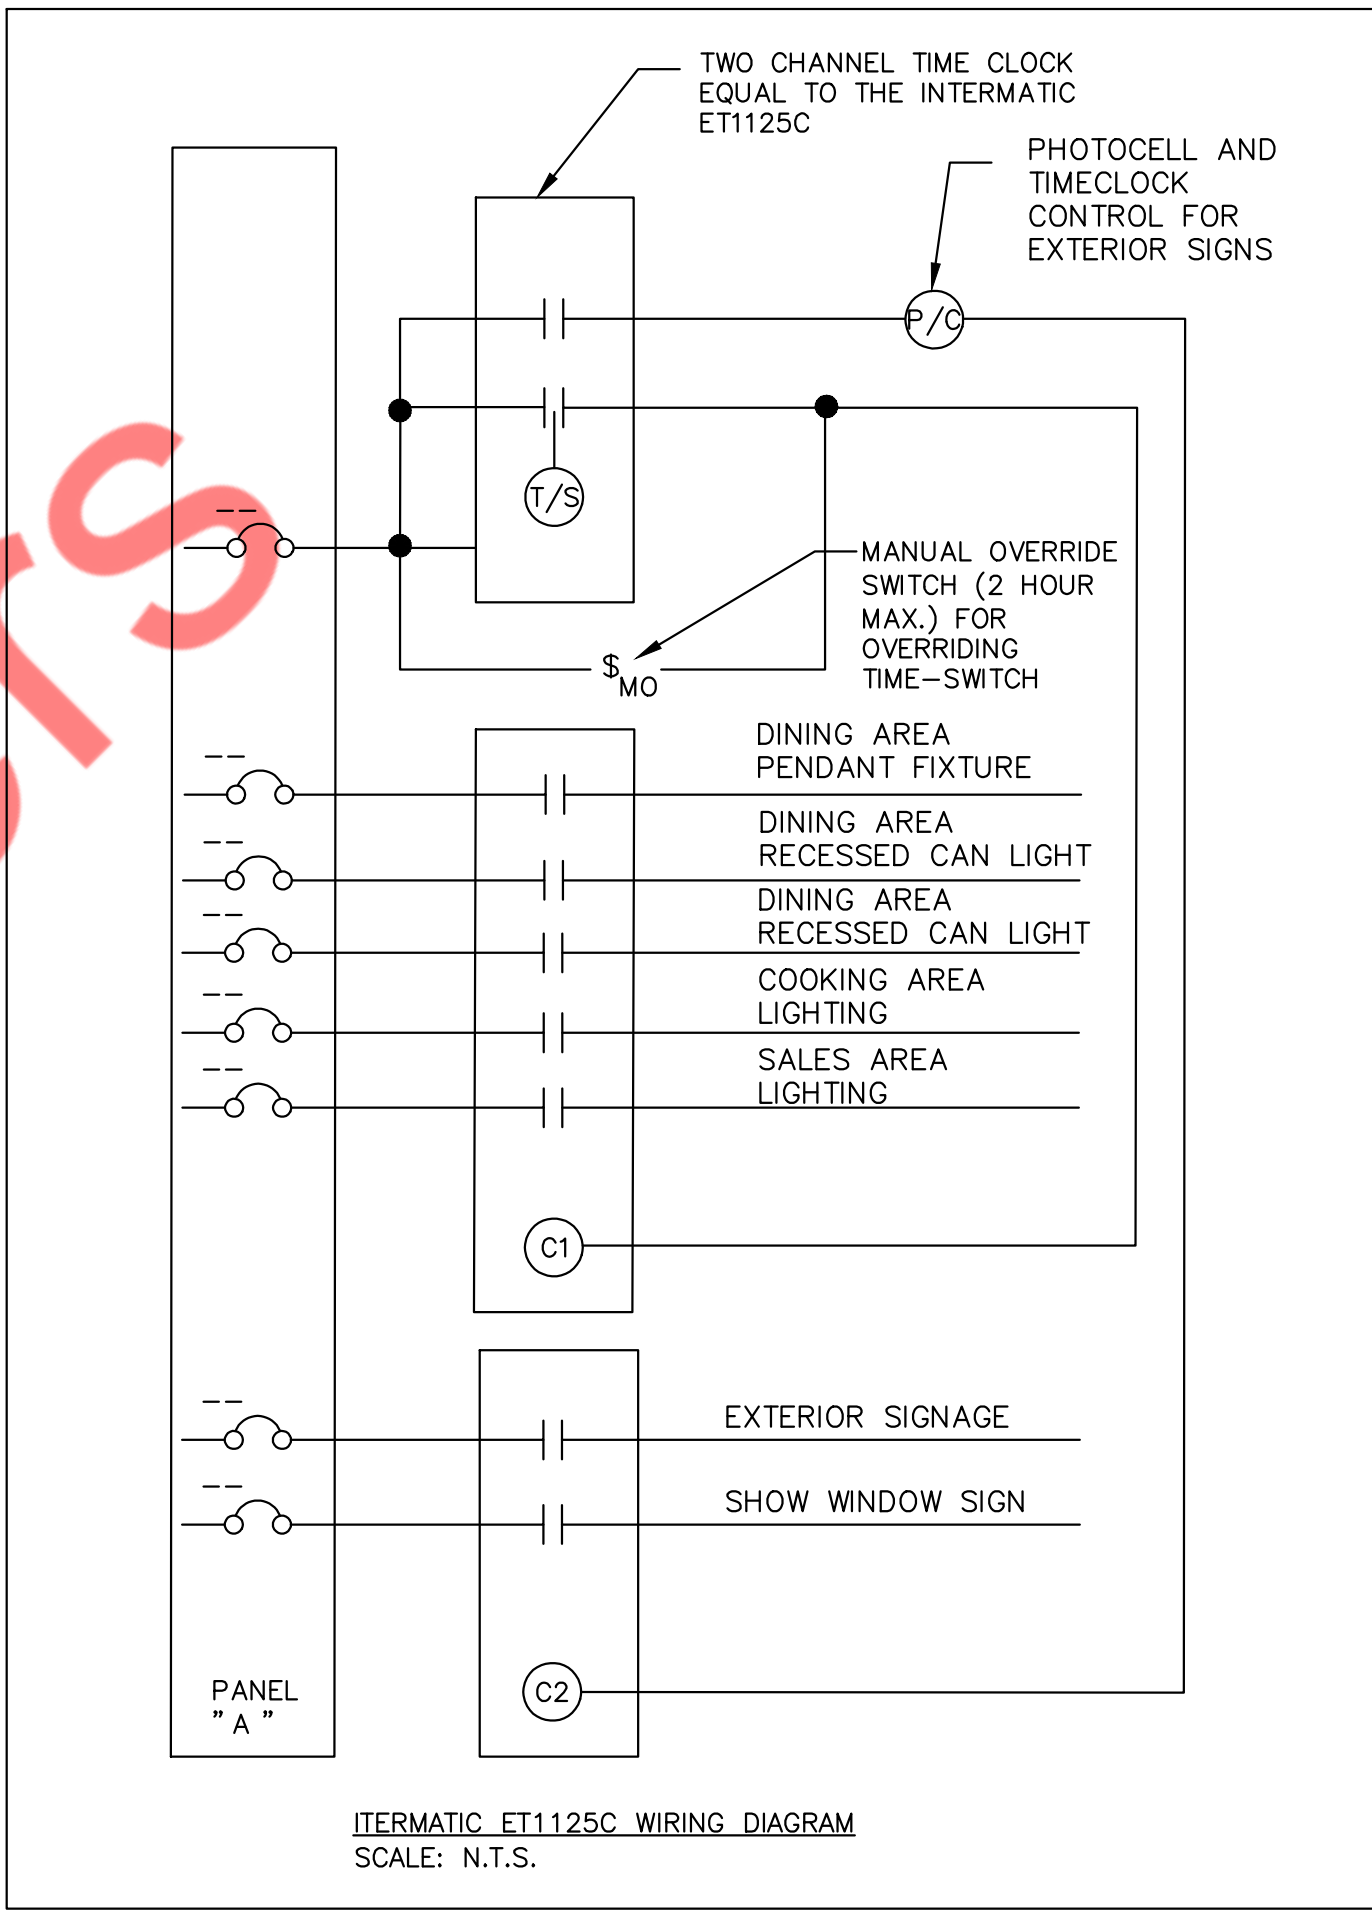 TWO CHANNEL TIME CLOCK
EQUAL TO THE INTERMATIC
ET1125C
PHOTOCELL AND
TIMECLOCK
CONTROL FOR
EXTERIOR SIGNS
P/C
T/S
-- 
MANUAL OVERRIDE
SWITCH (2 HOUR
MAX.) FOR
OVERRIDING
TIME-SWITCH
$MO
--
DINING AREA
PENDANT FIXTURE
--
DINING AREA
RECESSED CAN LIGHT
--
DINING AREA
RECESSED CAN LIGHT
--
COOKING AREA
LIGHTING
--
SALES AREA
LIGHTING
C1
--
EXTERIOR SIGNAGE
--
SHOW WINDOW SIGN
C2
PANEL
" A "
ITERMATIC ET1125C WIRING DIAGRAM
SCALE: N.T.S.